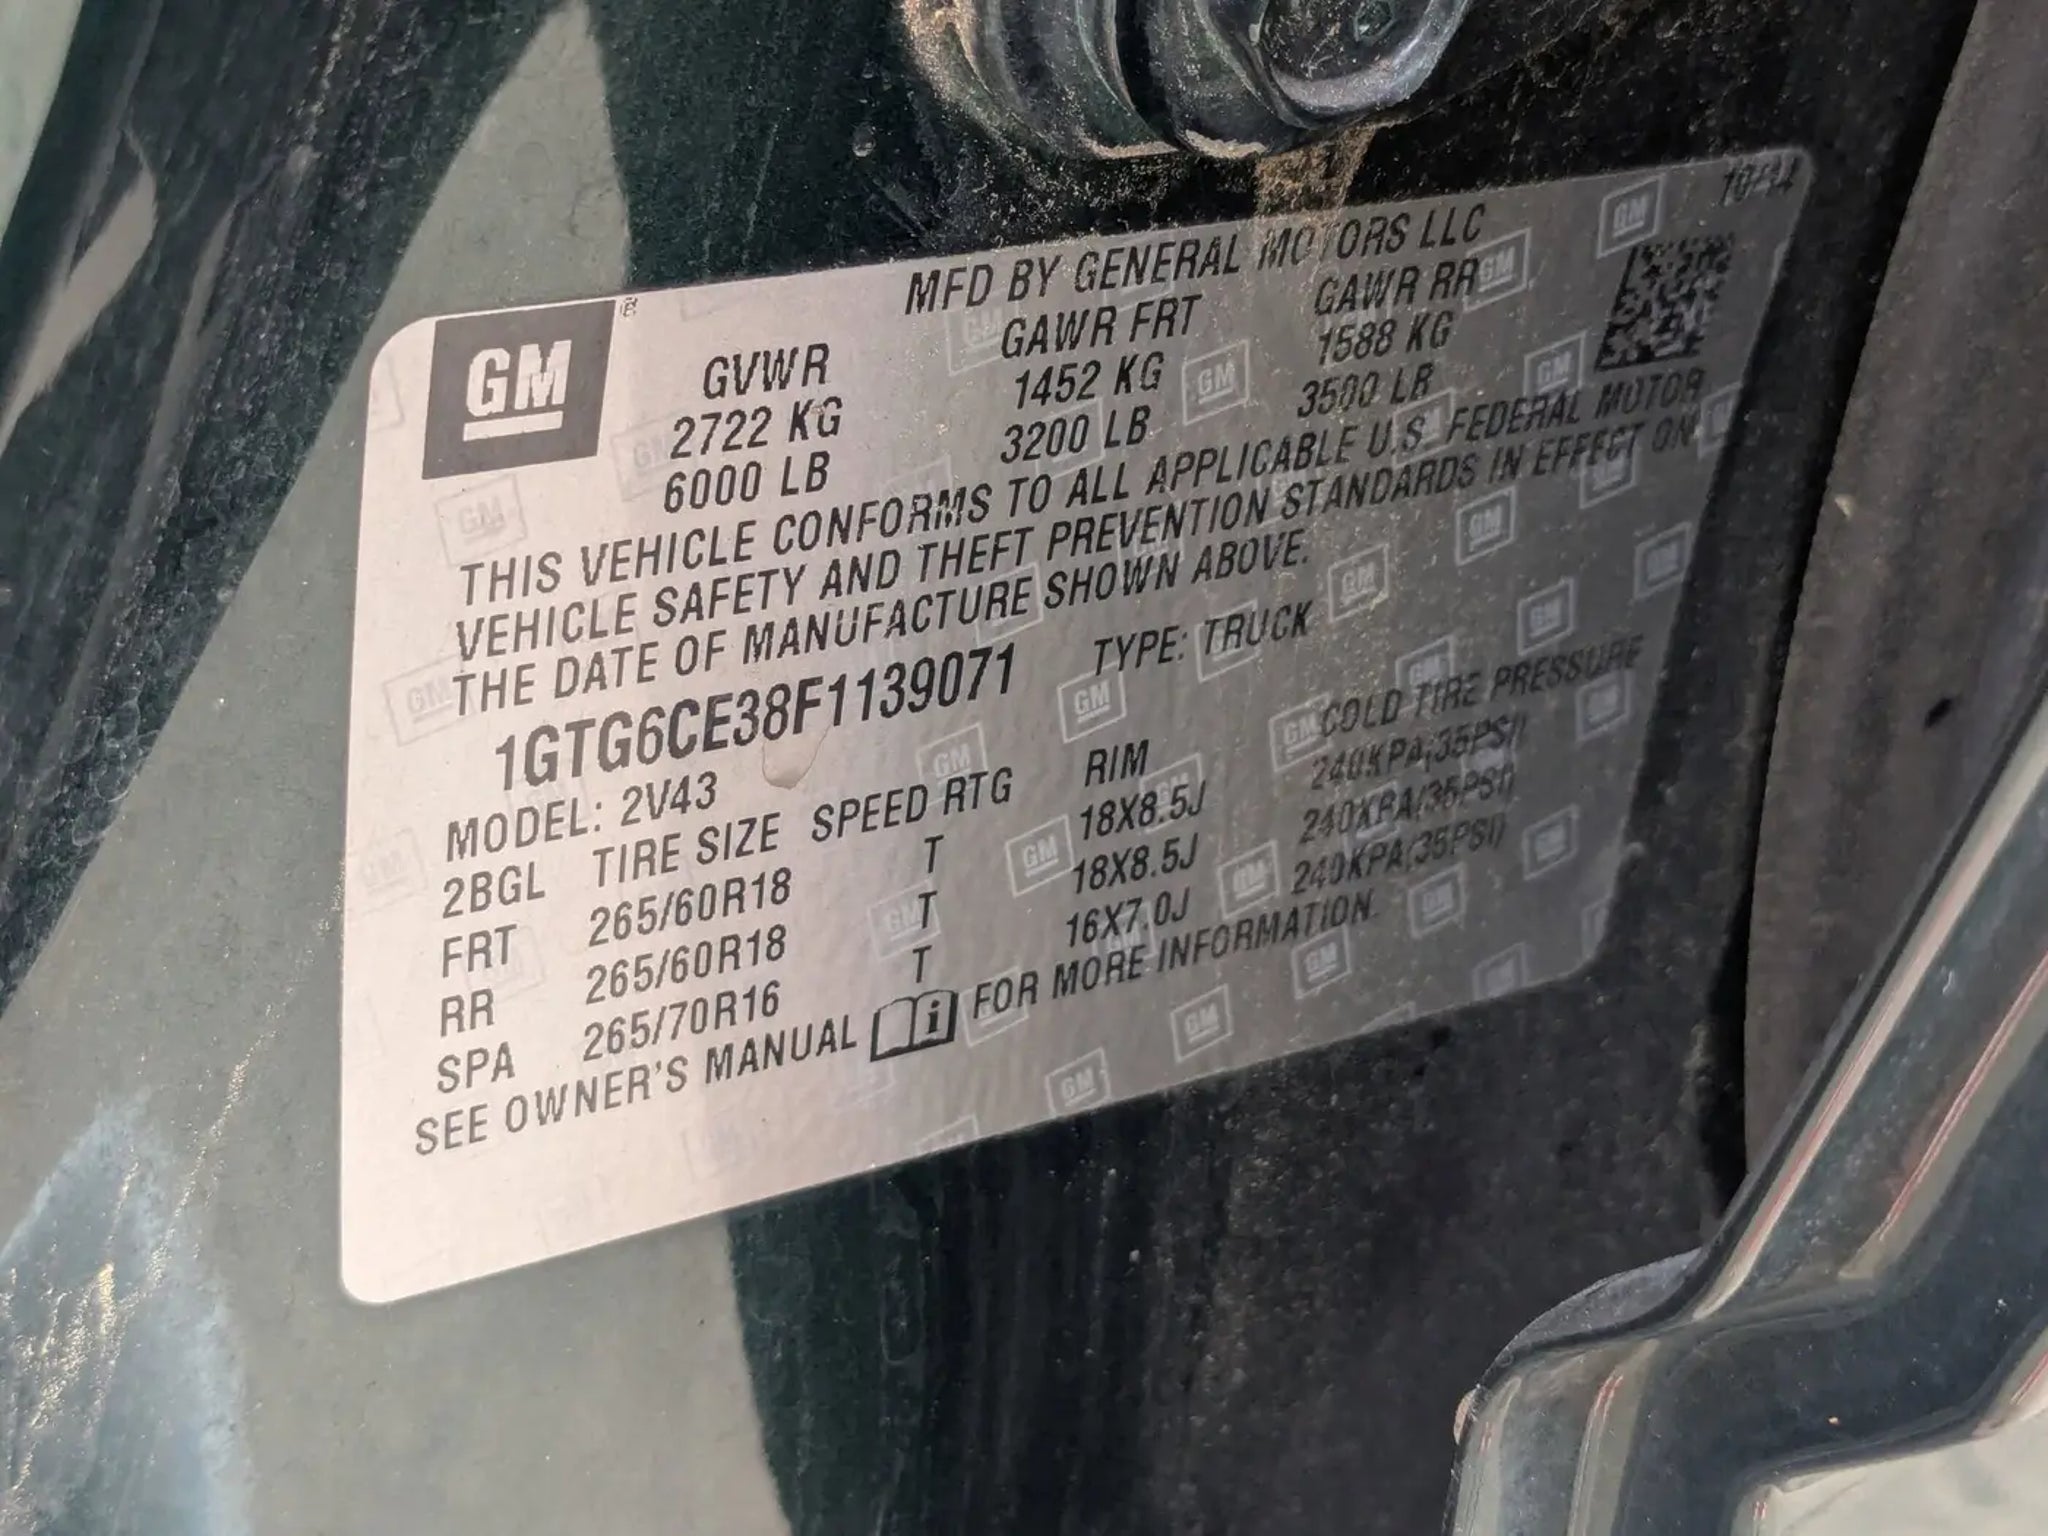 10/14
MFD BY GENERAL MOTORS LLC
GM
GVWR GAWR FRT GAWR RR
2722 KG 1452 KG 1588 KG
6000 LB 3200 LB 3500 LB
THIS VEHICLE CONFORMS TO ALL APPLICABLE U.S. FEDERAL MOTOR
VEHICLE SAFETY AND THEFT PREVENTION STANDARDS IN EFFECT ON
THE DATE OF MANUFACTURE SHOWN ABOVE.
1GTG6CE38F1139071 TYPE: TRUCK
MODEL: 2V43
2BGL TIRE SIZE SPEED RTG RIM COLD TIRE PRESSURE
FRT 265/60R18 T 18X8.5J 240KPA(35PSI)
RR 265/60R18 T 18X8.5J 240KPA(35PSI)
SPA 265/70R16 T 16X7.0J 240KPA(35PSI)
SEE OWNER'S MANUAL i FOR MORE INFORMATION.